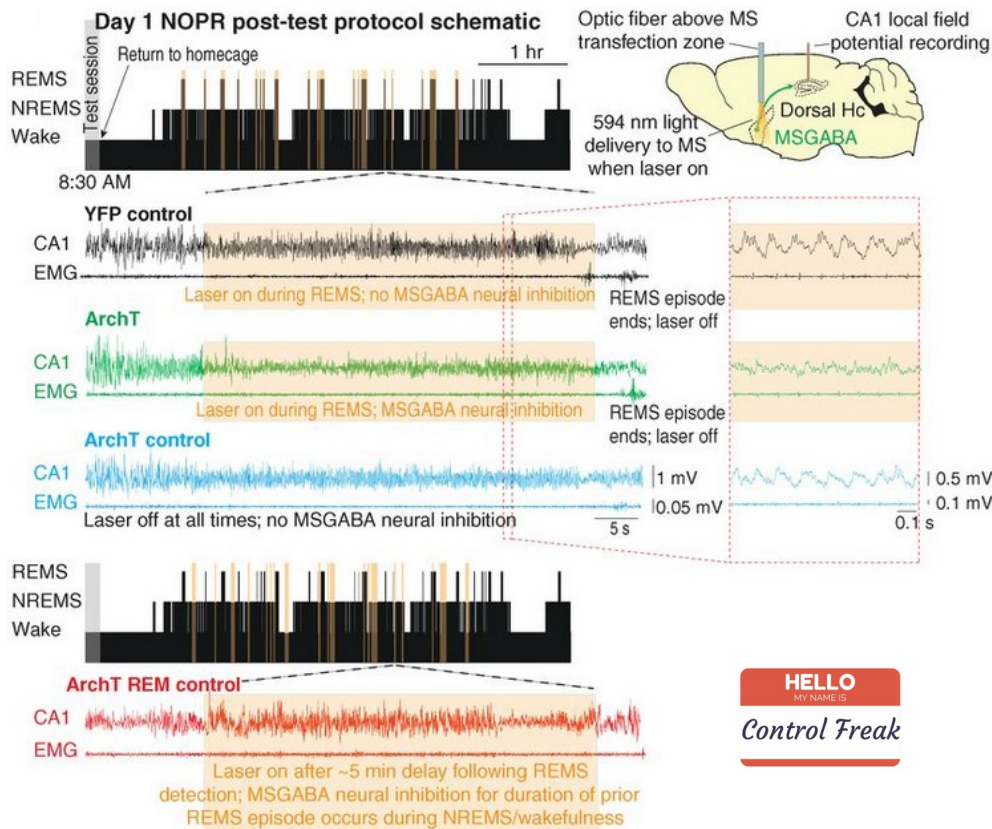 Day 1 NOPR post-test protocol schematic
Test session
Return to homecage
1 hr
REMS
NREMS
Wake
8:30 AM
Optic fiber above MS
transfection zone
CA1 local field
potential recording
Dorsal Hc
MSGABA
594 nm light
delivery to MS
when laser on
YFP control
CA1
EMG
Laser on during REMS; no MSGABA neural inhibition
REMS episode
ends; laser off
ArchT
CA1
EMG
Laser on during REMS; MSGABA neural inhibition
REMS episode
ends; laser off
ArchT control
CA1
EMG
1 mV
0.05 mV
0.5 mV
0.1 mV
Laser off at all times; no MSGABA neural inhibition
5 s
0.1 s
REMS
NREMS
Wake
ArchT REM control
CA1
EMG
Laser on after ~5 min delay following REMS
detection; MSGABA neural inhibition for duration of prior
REMS episode occurs during NREMS/wakefulness
HELLO
MY NAME IS
Control Freak